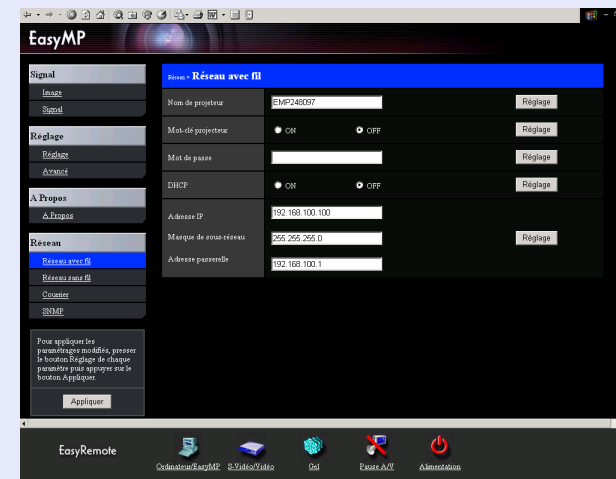 EasyMP
Signal
Image
Signal
Réglage
Réglage
Avancé
A Propos
A Propos
Réseau
Réseau avec fil
Réseau sans fil
Courrier
SNMP
Pour appliquer les
paramétrages modifiés, presser
le bouton Réglage de chaque
paramètre puis appuyer sur le
bouton Appliquer.
Appliquer
Réseau > Réseau avec fil
Nom de projeteur EMP248097 Réglage
Mot-clé projecteur ON OFF Réglage
Mot de passe Réglage
DHCP ON OFF Réglage
Adresse IP 192.168.100.100
Masque de sous-réseau 255.255.255.0 Réglage
Adresse passerelle 192.168.100.1
EasyRemote
Ordinateur/EasyMP S-Vidéo/Vidéo Gel Pause A/V Alimentation